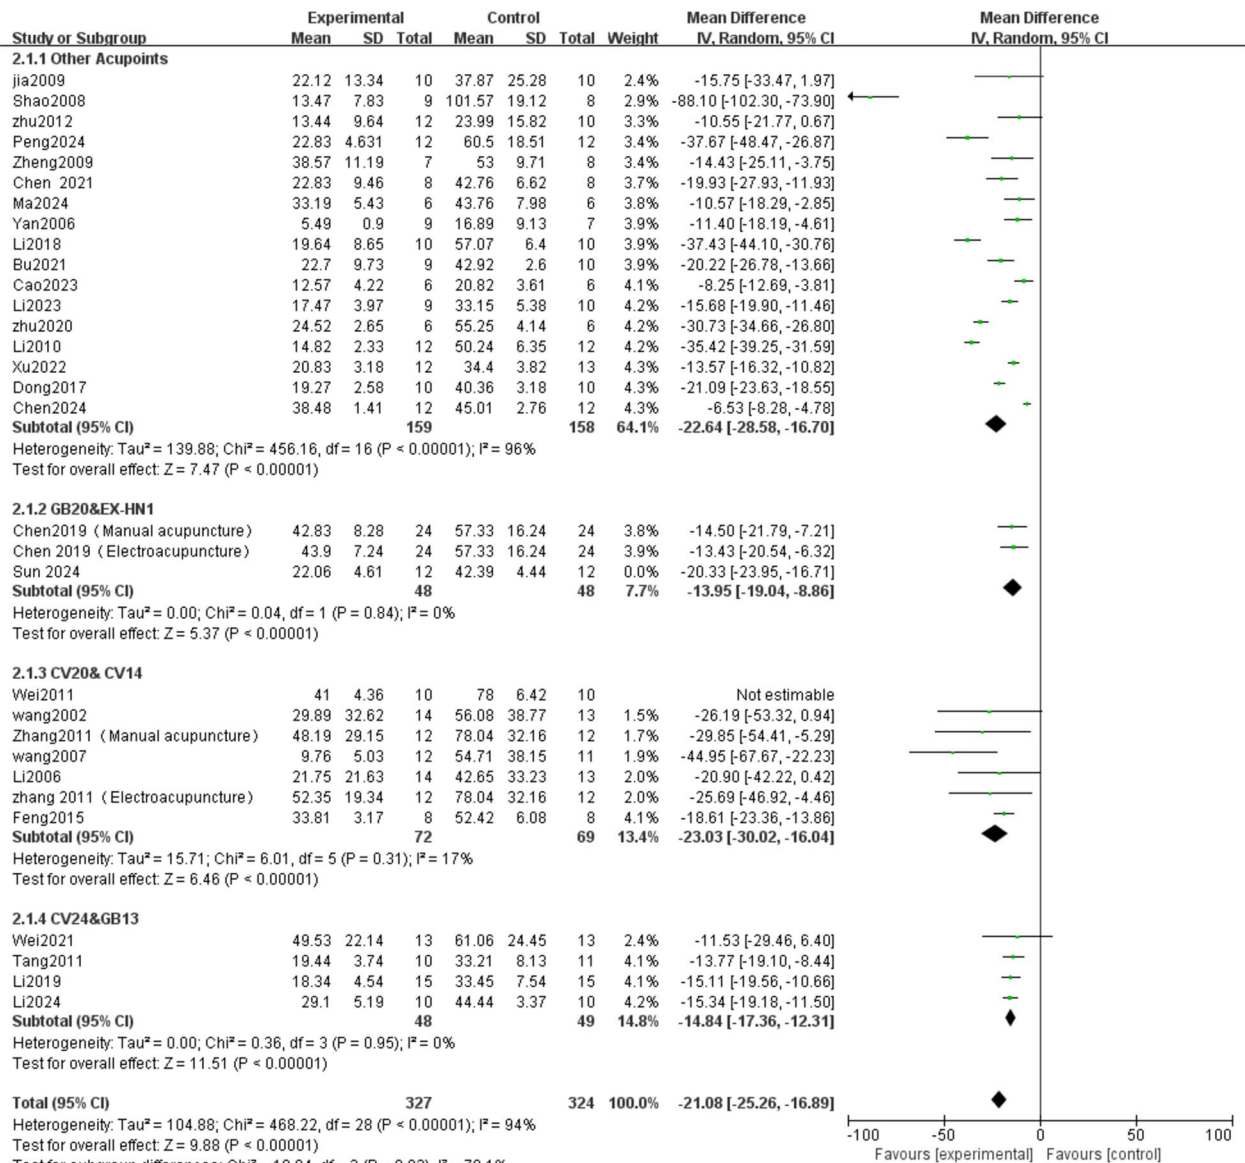 Experimental Control Mean Difference Mean Difference
Study or Subgroup Mean SD Total Mean SD Total Weight IV, Random, 95% CI IV, Random, 95% CI
2.1.1 Other Acupoints
jia2009 22.12 13.34 10 37.87 25.28 10 2.4% -15.75 [-33.47, 1.97]
Shao2008 13.47 7.83 9 101.57 19.12 8 2.9% -88.10 [-102.30, -73.90]
zhu2012 13.44 9.64 12 23.99 15.82 10 3.3% -10.55 [-21.77, 0.67]
Peng2024 22.83 4.631 12 60.5 18.51 12 3.4% -37.67 [-48.47, -26.87]
Zheng2009 38.57 11.19 7 53 9.71 8 3.4% -14.43 [-25.11, -3.75]
Chen 2021 22.83 9.46 8 42.76 6.62 8 3.7% -19.93 [-27.93, -11.93]
Ma2024 33.19 5.43 6 43.76 7.98 6 3.8% -10.57 [-18.29, -2.85]
Yan2006 5.49 0.9 9 16.89 9.13 7 3.9% -11.40 [-18.19, -4.61]
Li2018 19.64 8.65 10 57.07 6.4 10 3.9% -37.43 [-44.10, -30.76]
Bu2021 22.7 9.73 9 42.92 2.6 10 3.9% -20.22 [-26.78, -13.66]
Cao2023 12.57 4.22 6 20.82 3.61 6 4.1% -8.25 [-12.69, -3.81]
Li2023 17.47 3.97 9 33.15 5.38 10 4.2% -15.68 [-19.90, -11.46]
zhu2020 24.52 2.65 6 55.25 4.14 6 4.2% -30.73 [-34.66, -26.80]
Li2010 14.82 2.33 12 50.24 6.35 12 4.2% -35.42 [-39.25, -31.59]
Xu2022 20.83 3.18 12 34.4 3.82 13 4.3% -13.57 [-16.32, -10.82]
Dong2017 19.27 2.58 10 40.36 3.18 10 4.3% -21.09 [-23.63, -18.55]
Chen2024 38.48 1.41 12 45.01 2.76 12 4.3% -6.53 [-8.28, -4.78]
Subtotal (95% CI) 159 158 64.1% -22.64 [-28.58, -16.70]
Heterogeneity: Tau² = 139.88; Chi² = 456.16, df = 16 (P < 0.00001); I² = 96%
Test for overall effect: Z = 7.47 (P < 0.00001)
2.1.2 GB20&EX-HN1
Chen2019（Manual acupuncture） 42.83 8.28 24 57.33 16.24 24 3.8% -14.50 [-21.79, -7.21]
Chen 2019（Electroacupuncture） 43.9 7.24 24 57.33 16.24 24 3.9% -13.43 [-20.54, -6.32]
Sun 2024 22.06 4.61 12 42.39 4.44 12 0.0% -20.33 [-23.95, -16.71]
Subtotal (95% CI) 48 48 7.7% -13.95 [-19.04, -8.86]
Heterogeneity: Tau² = 0.00; Chi² = 0.04, df = 1 (P = 0.84); I² = 0%
Test for overall effect: Z = 5.37 (P < 0.00001)
2.1.3 CV20& CV14
Wei2011 41 4.36 10 78 6.42 10 Not estimable
wang2002 29.89 32.62 14 56.08 38.77 13 1.5% -26.19 [-53.32, 0.94]
Zhang2011（Manual acupuncture） 48.19 29.15 12 78.04 32.16 12 1.7% -29.85 [-54.41, -5.29]
wang2007 9.76 5.03 12 54.71 38.15 11 1.9% -44.95 [-67.67, -22.23]
Li2006 21.75 21.63 14 42.65 33.23 13 2.0% -20.90 [-42.22, 0.42]
zhang 2011（Electroacupuncture） 52.35 19.34 12 78.04 32.16 12 2.0% -25.69 [-46.92, -4.46]
Feng2015 33.81 3.17 8 52.42 6.08 8 4.1% -18.61 [-23.36, -13.86]
Subtotal (95% CI) 72 69 13.4% -23.03 [-30.02, -16.04]
Heterogeneity: Tau² = 15.71; Chi² = 6.01, df = 5 (P = 0.31); I² = 17%
Test for overall effect: Z = 6.46 (P < 0.00001)
2.1.4 CV24&GB13
Wei2021 49.53 22.14 13 61.06 24.45 13 2.4% -11.53 [-29.46, 6.40]
Tang2011 19.44 3.74 10 33.21 8.13 11 4.1% -13.77 [-19.10, -8.44]
Li2019 18.34 4.54 15 33.45 7.54 15 4.1% -15.11 [-19.56, -10.66]
Li2024 29.1 5.19 10 44.44 3.37 10 4.2% -15.34 [-19.18, -11.50]
Subtotal (95% CI) 48 49 14.8% -14.84 [-17.36, -12.31]
Heterogeneity: Tau² = 0.00; Chi² = 0.36, df = 3 (P = 0.95); I² = 0%
Test for overall effect: Z = 11.51 (P < 0.00001)
Total (95% CI) 327 324 100.0% -21.08 [-25.26, -16.89]
Heterogeneity: Tau² = 104.88; Chi² = 468.22, df = 28 (P < 0.00001); I² = 94%
Test for overall effect: Z = 9.88 (P < 0.00001)
-100 -50 0 50 100
Favours [experimental] Favours [control]